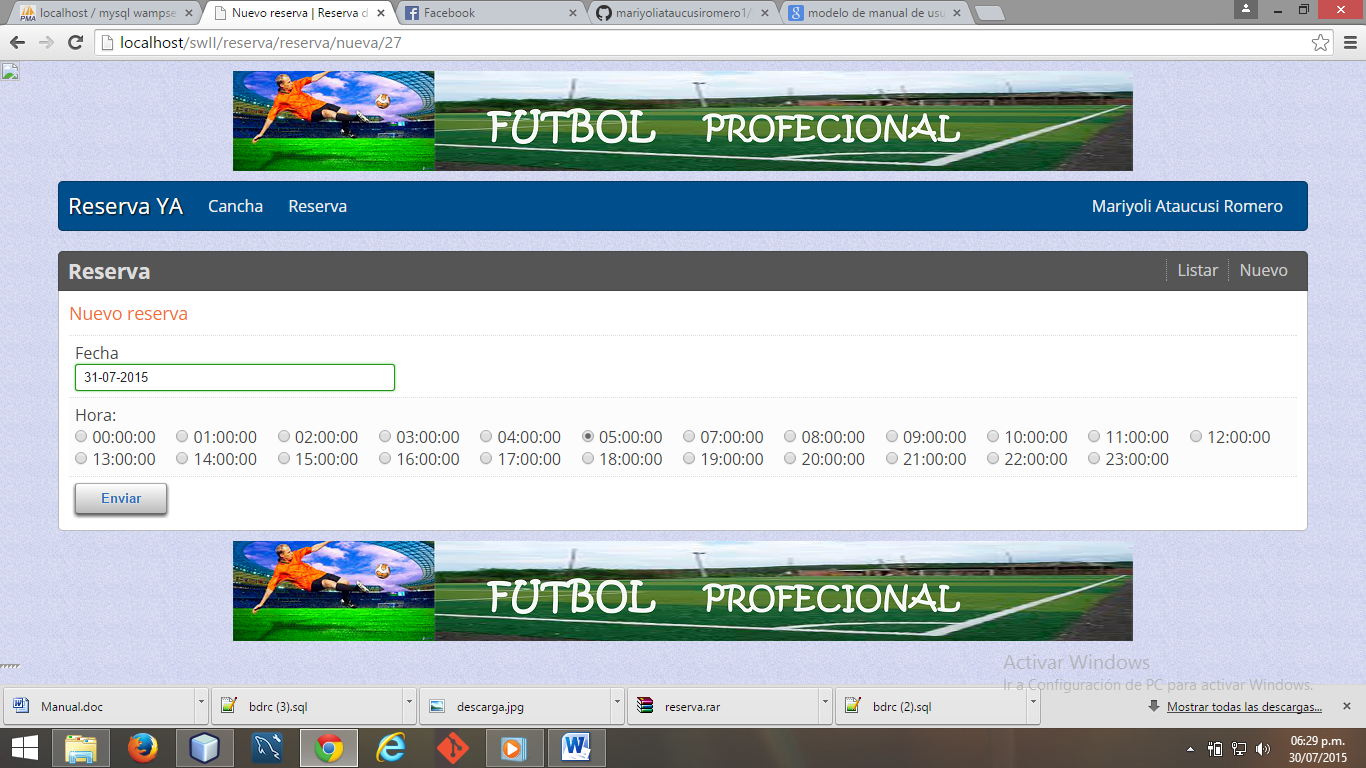 localhost / mysql wampse
Nuevo reserva | Reserva d
Facebook
mariyoliataucusiromero1/
modelo de manual de usu
localhost/swll/reserva/reserva/nueva/27
FUTBOL PROFECIONAL
Reserva YA
Cancha
Reserva
Mariyoli Ataucusi Romero
Reserva
Listar
Nuevo
Nuevo reserva
Fecha
31-07-2015
Hora:
00:00:00 01:00:00 02:00:00 03:00:00 04:00:00 05:00:00 07:00:00 08:00:00 09:00:00 10:00:00 11:00:00 12:00:00
13:00:00 14:00:00 15:00:00 16:00:00 17:00:00 18:00:00 19:00:00 20:00:00 21:00:00 22:00:00 23:00:00
Enviar
FUTBOL PROFECIONAL
Activar Windows
Ir a Configuración de PC para activar Windows.
Manual.doc
bdrc (3).sql
descarga.jpg
reserva.rar
bdrc (2).sql
Mostrar todas las descargas...
06:29 p.m.
30/07/2015